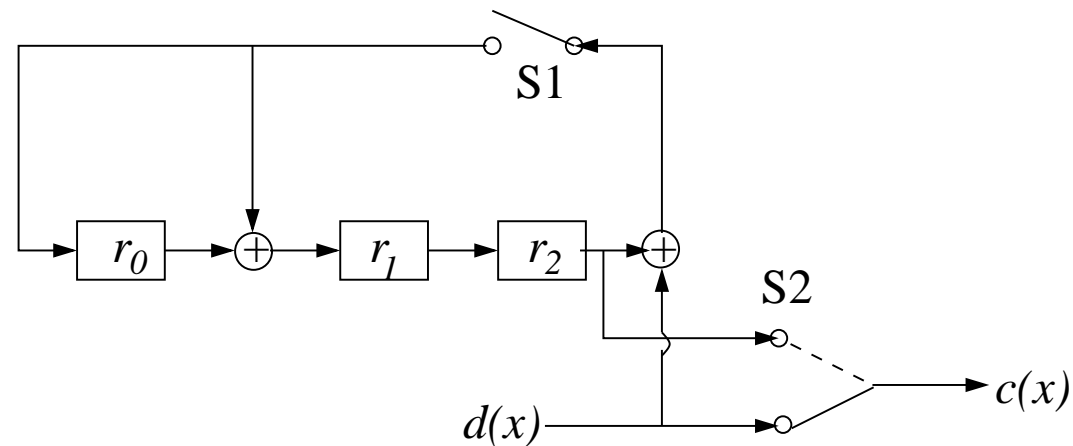 S1
r0 + r1 r2 +
S2
c(x)
d(x)